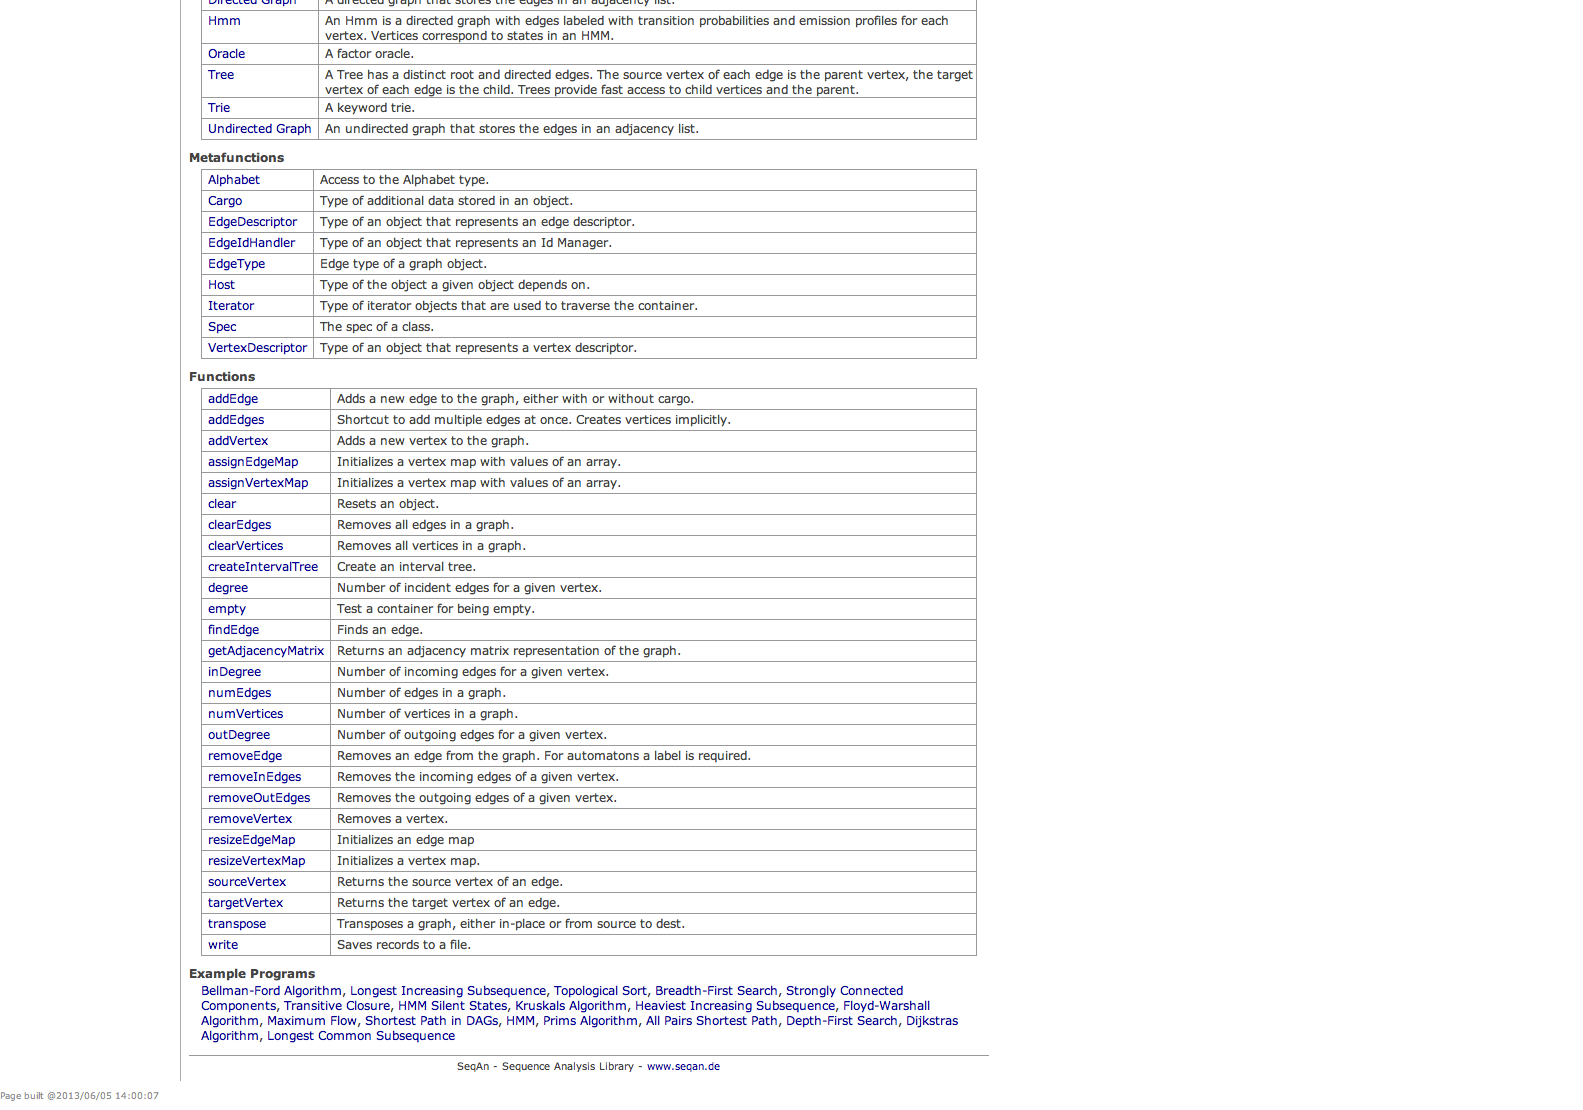 Directed Graph A directed graph that stores the edges in an adjacency list.
Hmm An Hmm is a directed graph with edges labeled with transition probabilities and emission profiles for each
vertex. Vertices correspond to states in an HMM.
Oracle A factor oracle.
Tree A Tree has a distinct root and directed edges. The source vertex of each edge is the parent vertex, the target
vertex of each edge is the child. Trees provide fast access to child vertices and the parent.
Trie A keyword trie.
Undirected Graph An undirected graph that stores the edges in an adjacency list.
Metafunctions
Alphabet Access to the Alphabet type.
Cargo Type of additional data stored in an object.
EdgeDescriptor Type of an object that represents an edge descriptor.
EdgeIdHandler Type of an object that represents an Id Manager.
EdgeType Edge type of a graph object.
Host Type of the object a given object depends on.
Iterator Type of iterator objects that are used to traverse the container.
Spec The spec of a class.
VertexDescriptor Type of an object that represents a vertex descriptor.
Functions
addEdge Adds a new edge to the graph, either with or without cargo.
addEdges Shortcut to add multiple edges at once. Creates vertices implicitly.
addVertex Adds a new vertex to the graph.
assignEdgeMap Initializes a vertex map with values of an array.
assignVertexMap Initializes a vertex map with values of an array.
clear Resets an object.
clearEdges Removes all edges in a graph.
clearVertices Removes all vertices in a graph.
createIntervalTree Create an interval tree.
degree Number of incident edges for a given vertex.
empty Test a container for being empty.
findEdge Finds an edge.
getAdjacencyMatrix Returns an adjacency matrix representation of the graph.
inDegree Number of incoming edges for a given vertex.
numEdges Number of edges in a graph.
numVertices Number of vertices in a graph.
outDegree Number of outgoing edges for a given vertex.
removeEdge Removes an edge from the graph. For automatons a label is required.
removeInEdges Removes the incoming edges of a given vertex.
removeOutEdges Removes the outgoing edges of a given vertex.
removeVertex Removes a vertex.
resizeEdgeMap Initializes an edge map
resizeVertexMap Initializes a vertex map.
sourceVertex Returns the source vertex of an edge.
targetVertex Returns the target vertex of an edge.
transpose Transposes a graph, either in-place or from source to dest.
write Saves records to a file.
Example Programs
Bellman-Ford Algorithm, Longest Increasing Subsequence, Topological Sort, Breadth-First Search, Strongly Connected
Components, Transitive Closure, HMM Silent States, Kruskals Algorithm, Heaviest Increasing Subsequence, Floyd-Warshall
Algorithm, Maximum Flow, Shortest Path in DAGs, HMM, Prims Algorithm, All Pairs Shortest Path, Depth-First Search, Dijkstras
Algorithm, Longest Common Subsequence
SeqAn - Sequence Analysis Library - www.seqan.de
Page built @2013/06/05 14:00:07